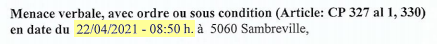 Menace verbale, avec ordre ou sous condition (Article: CP 327 al 1, 330)
en date du 22/04/2021 - 08:50 h. à 5060 Sambreville,